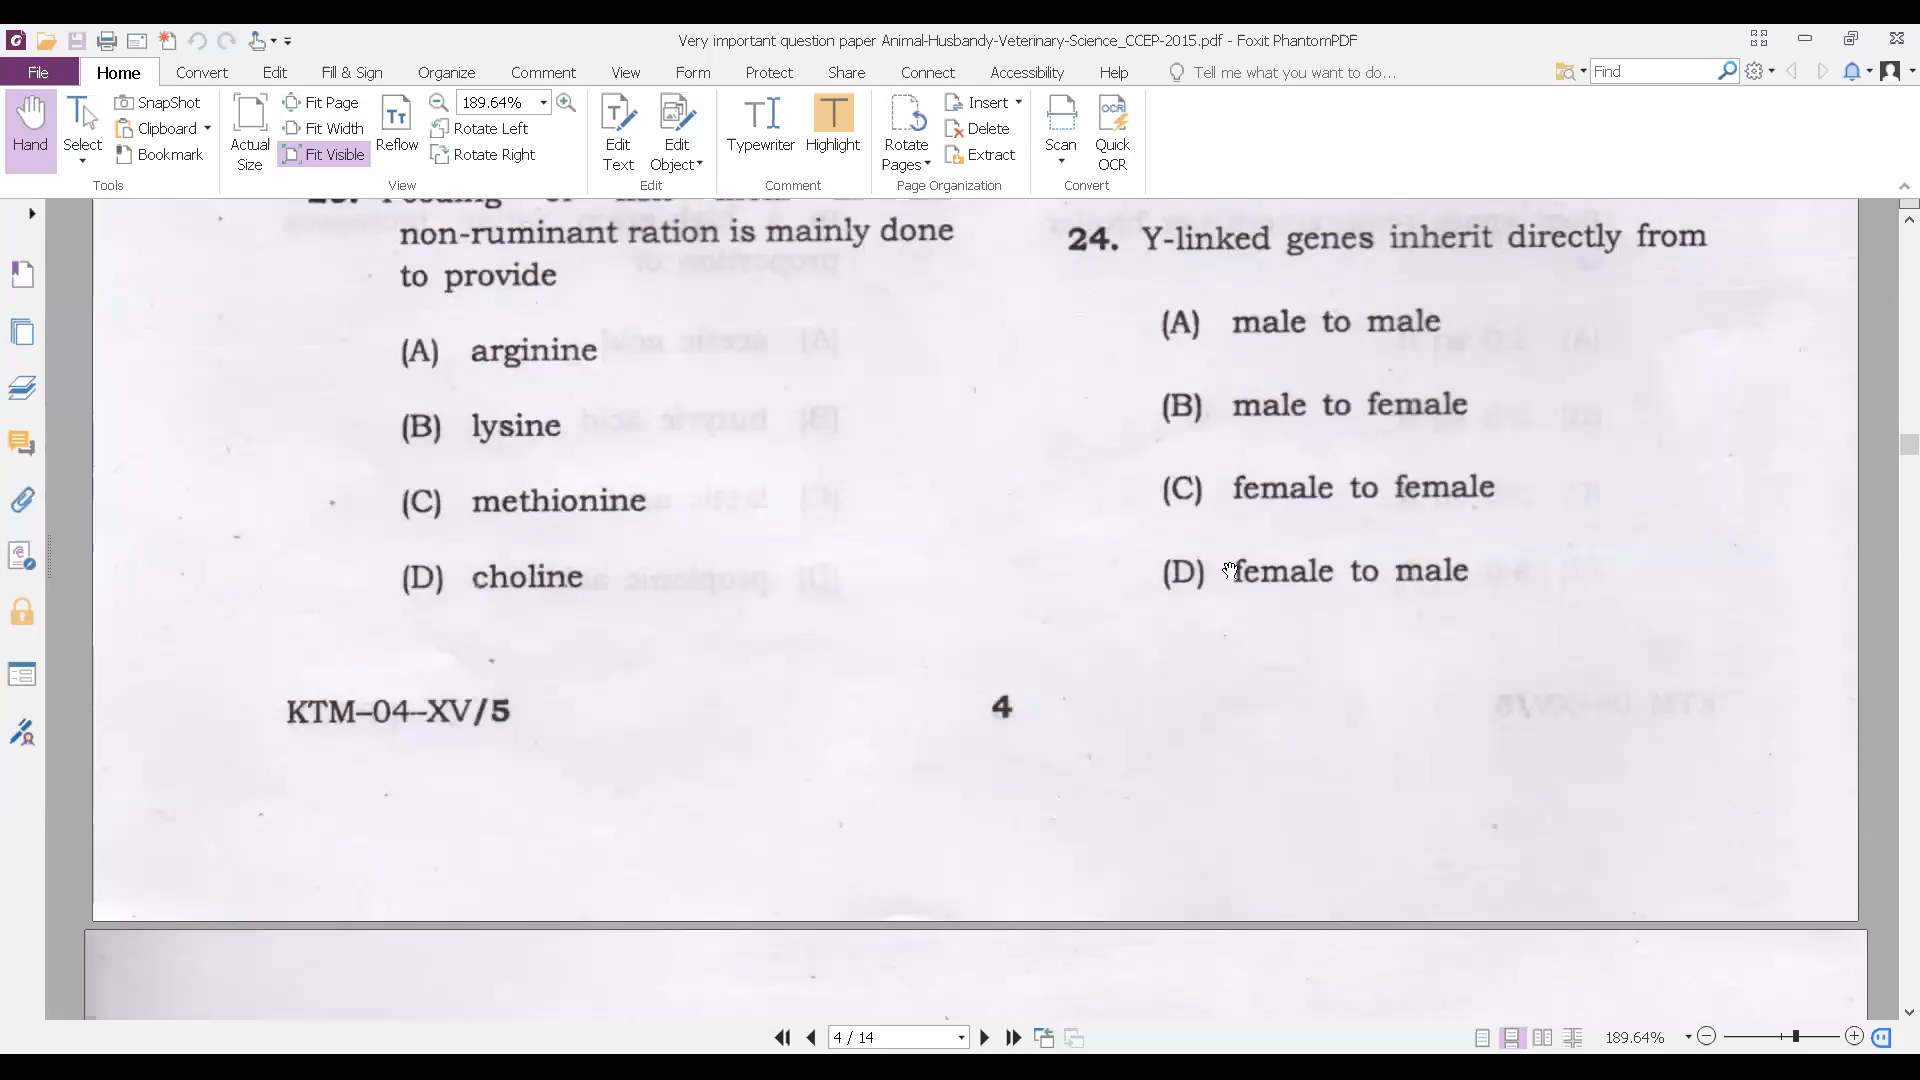 Very important question paper Animal-Husbandy-Veterinary-Science_CCEP-2015.pdf - Foxit PhantomPDF
File Home Convert Edit Fill & Sign Organize Comment View Form Protect Share Connect Accessibility Help Tell me what you want to do... Find
Hand
Select
SnapShot
Clipboard
Bookmark
Tools
Actual
Size
Fit Page
Fit Width
Fit Visible
Reflow
189.64%
Rotate Left
Rotate Right
View
Edit
Text
Edit
Object
Edit
Typewriter
Highlight
Comment
Rotate
Pages
Insert
Delete
Extract
Page Organization
Scan
Quick
OCR
Convert
non-ruminant ration is mainly done
to provide
(A) arginine
(B) lysine
(C) methionine
(D) choline
24. Y-linked genes inherit directly from
(A) male to male
(B) male to female
(C) female to female
(D) female to male
KTM–04–XV/5
4
4 / 14
189.64%